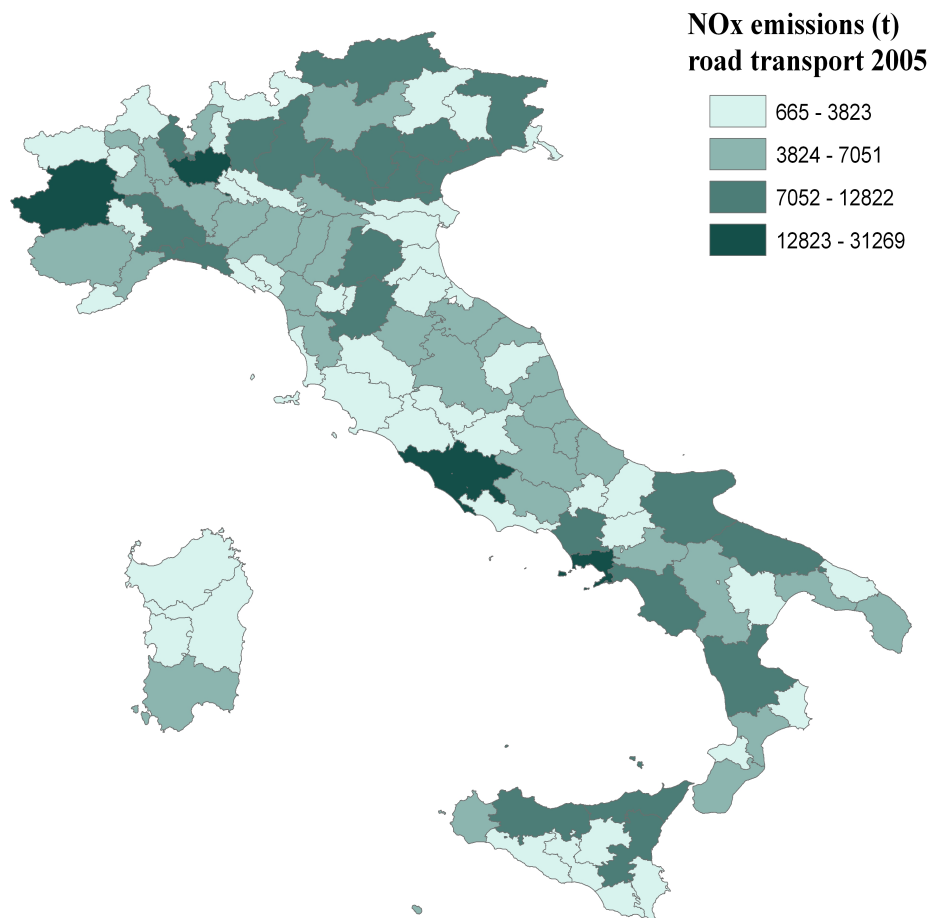 NOx emissions (t)
road transport 2005
665 - 3823
3824 - 7051
7052 - 12822
12823 - 31269